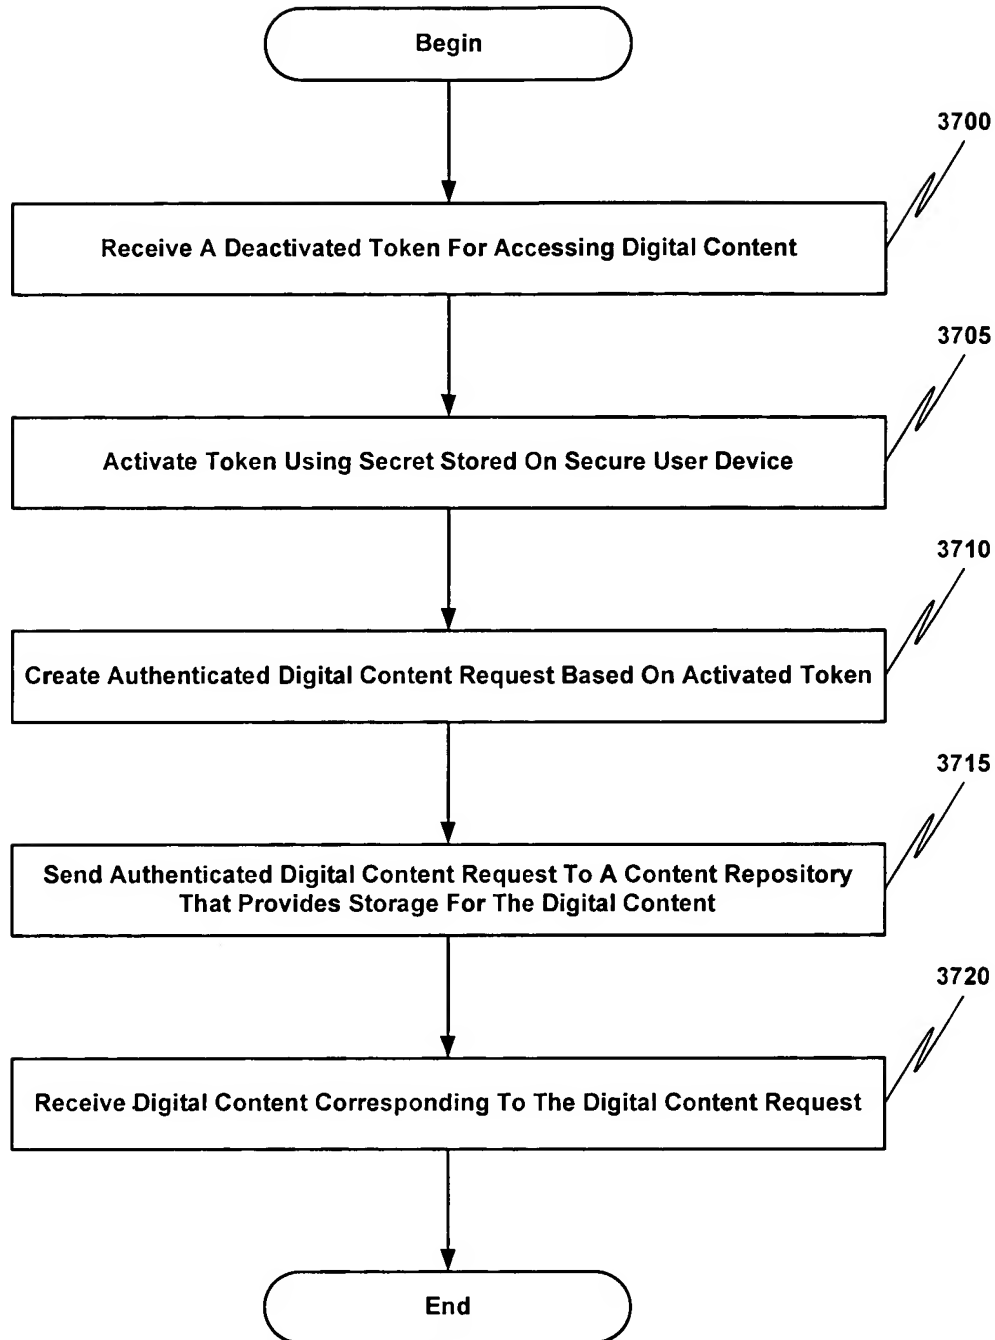 Begin
3700
Receive A Deactivated Token For Accessing Digital Content
3705
Activate Token Using Secret Stored On Secure User Device
3710
Create Authenticated Digital Content Request Based On Activated Token
3715
Send Authenticated Digital Content Request To A Content Repository
That Provides Storage For The Digital Content
3720
Receive Digital Content Corresponding To The Digital Content Request
End